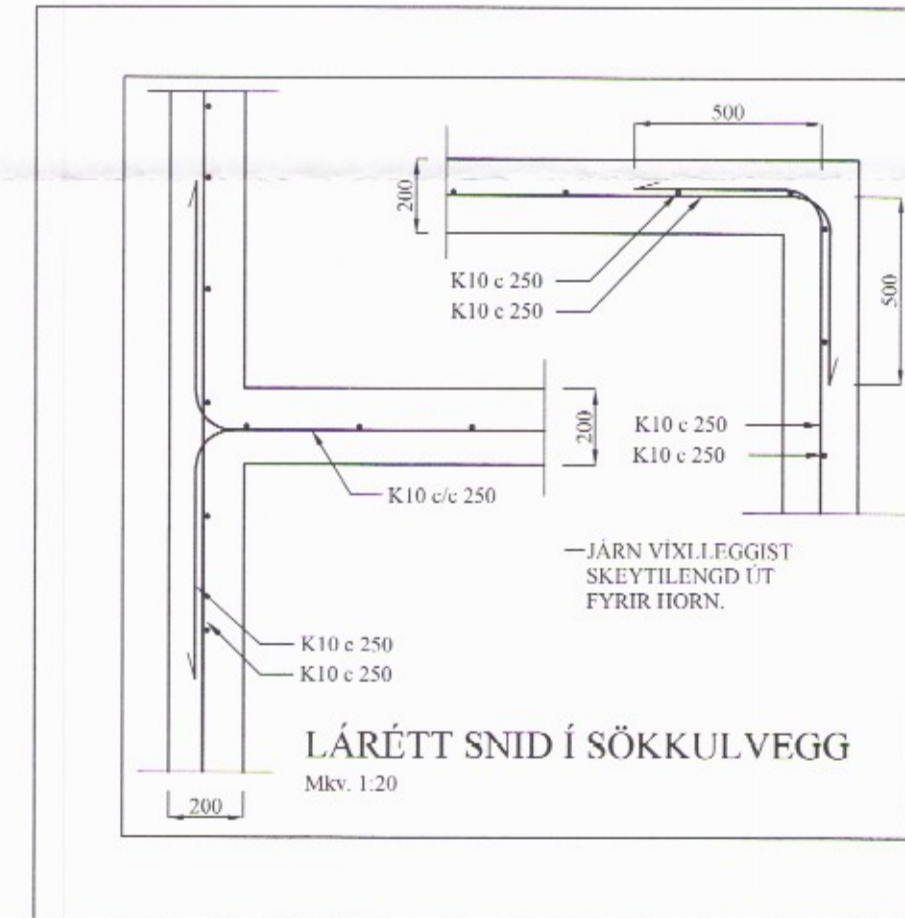 500
200
500
K10 c 250
K10 c 250
200
K10 c 250
K10 c 250
K10 c/c 250
JÁRN VÍXLLEGGIST
SKEYTILENGD ÚT
FYRIR HORN.
K10 c 250
K10 c 250
LÁRÉTT SNID Í SÖKKULVEGG
Mkv. 1:20
200